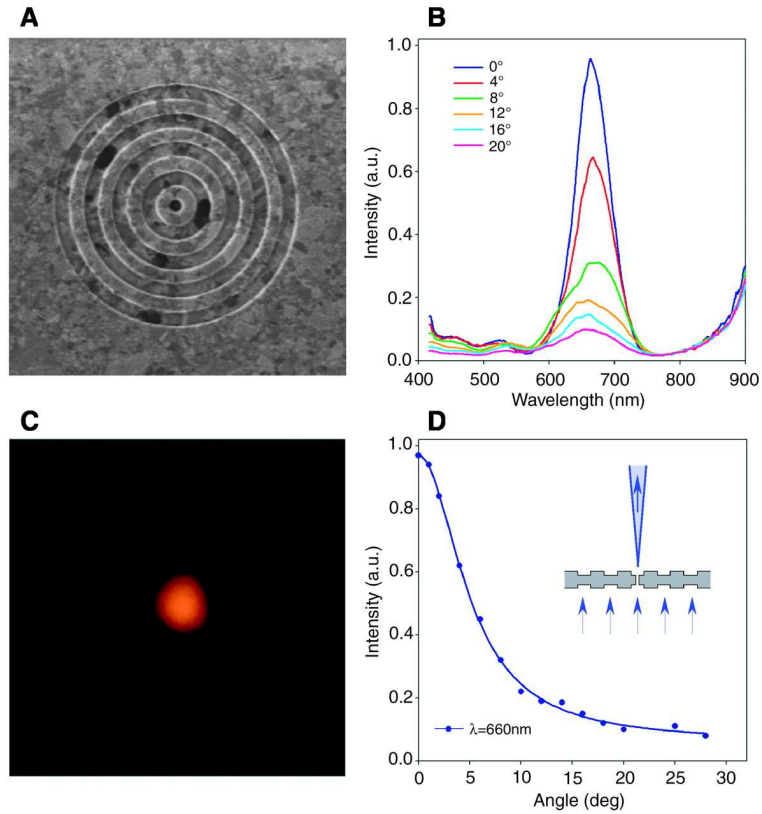 A
B
1.0
0.8
0.6
0.4
0.2
0.0
Intensity (a.u.)
0°
4°
8°
12°
16°
20°
400 500 600 700 800 900
Wavelength (nm)
C
D
1.0
0.8
0.6
0.4
0.2
0.0
Intensity (a.u.)
λ=660nm
0 5 10 15 20 25 30
Angle (deg)